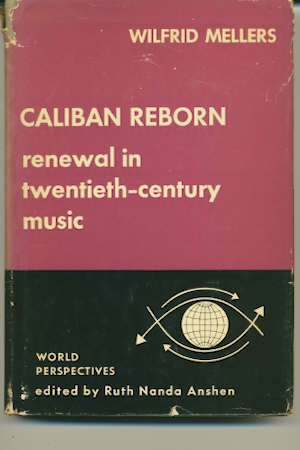 WILFRID MELLERS
CALIBAN REBORN
renewal in
twentieth-century
music
WORLD
PERSPECTIVES
edited by Ruth Nanda Anshen